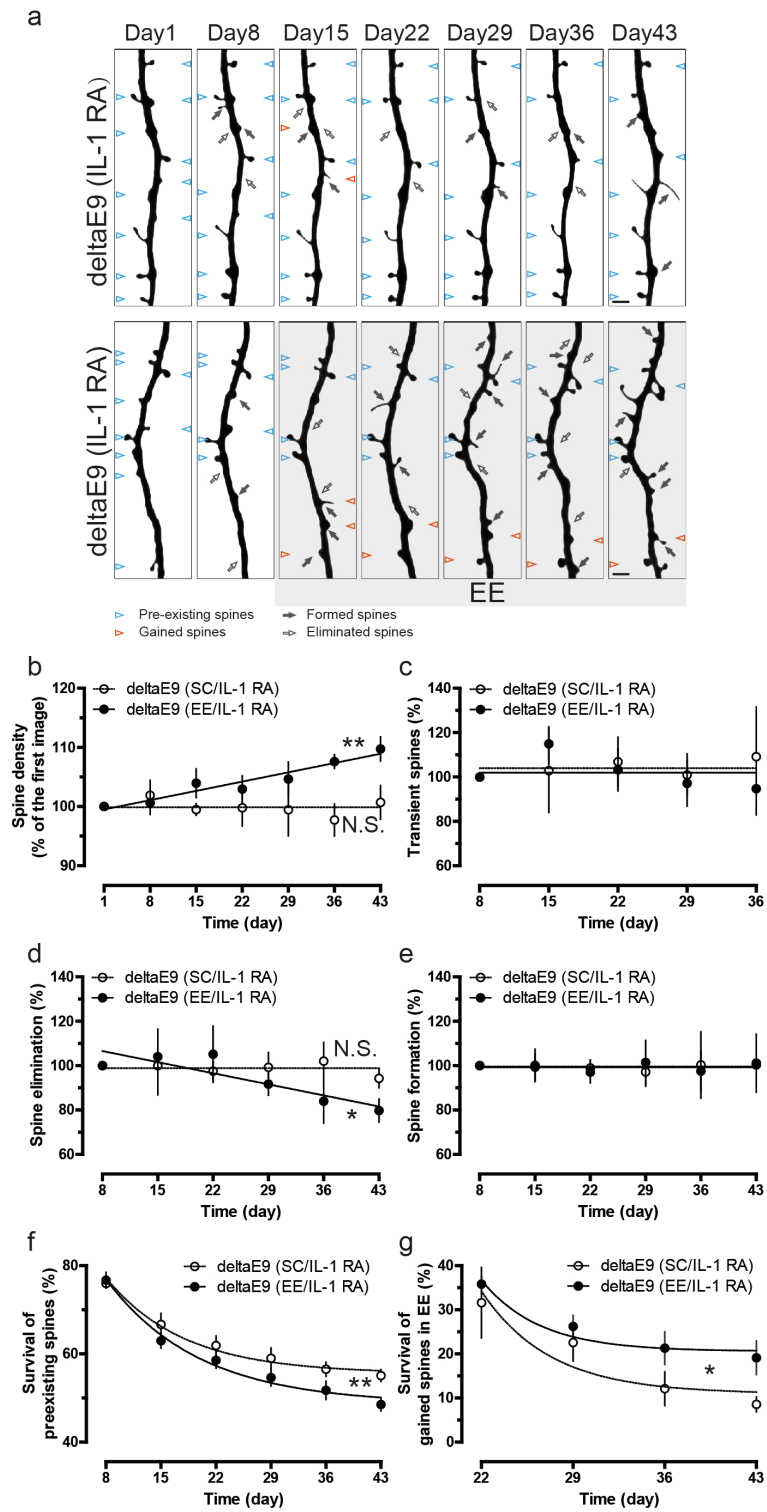 a
Day1 Day8 Day15 Day22 Day29 Day36 Day43
deltaE9 (IL-1 RA)
deltaE9 (IL-1 RA)
EE
Pre-existing spines
Formed spines
Gained spines
Eliminated spines
b
deltaE9 (SC/IL-1 RA)
deltaE9 (EE/IL-1 RA)
Spine density
(% of the first image)
120
110
100
90
**
N.S.
1 8 15 22 29 36 43
Time (day)
c
deltaE9 (SC/IL-1 RA)
deltaE9 (EE/IL-1 RA)
Transient spines (%)
140
120
100
80
60
8 15 22 29 36
Time (day)
d
deltaE9 (SC/IL-1 RA)
deltaE9 (EE/IL-1 RA)
Spine elimination (%)
140
120
100
80
60
N.S.
*
8 15 22 29 36 43
Time (day)
e
deltaE9 (SC/IL-1 RA)
deltaE9 (EE/IL-1 RA)
Spine formation (%)
140
120
100
80
60
8 15 22 29 36 43
Time (day)
f
deltaE9 (SC/IL-1 RA)
deltaE9 (EE/IL-1 RA)
Survival of
preexisting spines (%)
80
60
40
**
8 15 22 29 36 43
Time (day)
g
deltaE9 (SC/IL-1 RA)
deltaE9 (EE/IL-1 RA)
Survival of
gained spines in EE (%)
40
30
20
10
0
*
22 29 36 43
Time (day)